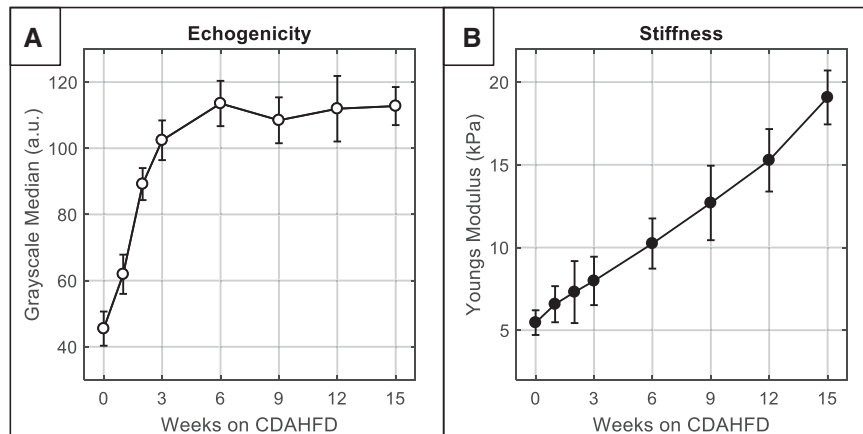 A
Echogenicity
Grayscale Median (a.u.)
120
100
80
60
40
0 3 6 9 12 15
Weeks on CDAHFD
B
Stiffness
Youngs Modulus (kPa)
20
15
10
5
0 3 6 9 12 15
Weeks on CDAHFD